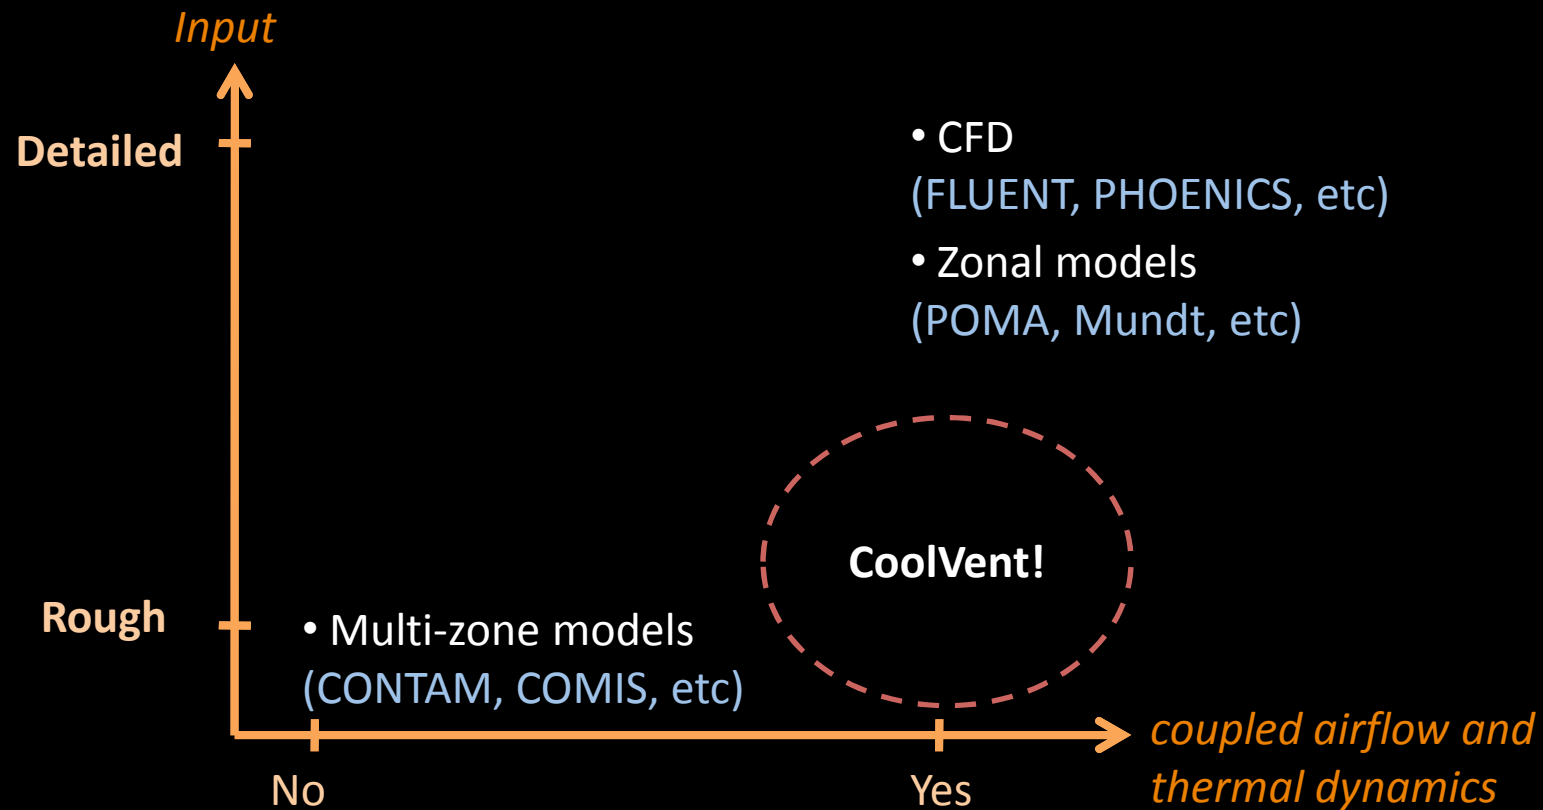 Input
Detailed
• CFD
(FLUENT, PHOENICS, etc)
• Zonal models
(POMA, Mundt, etc)
CoolVent!
Rough
• Multi-zone models
(CONTAM, COMIS, etc)
coupled airflow and
thermal dynamics
No
Yes